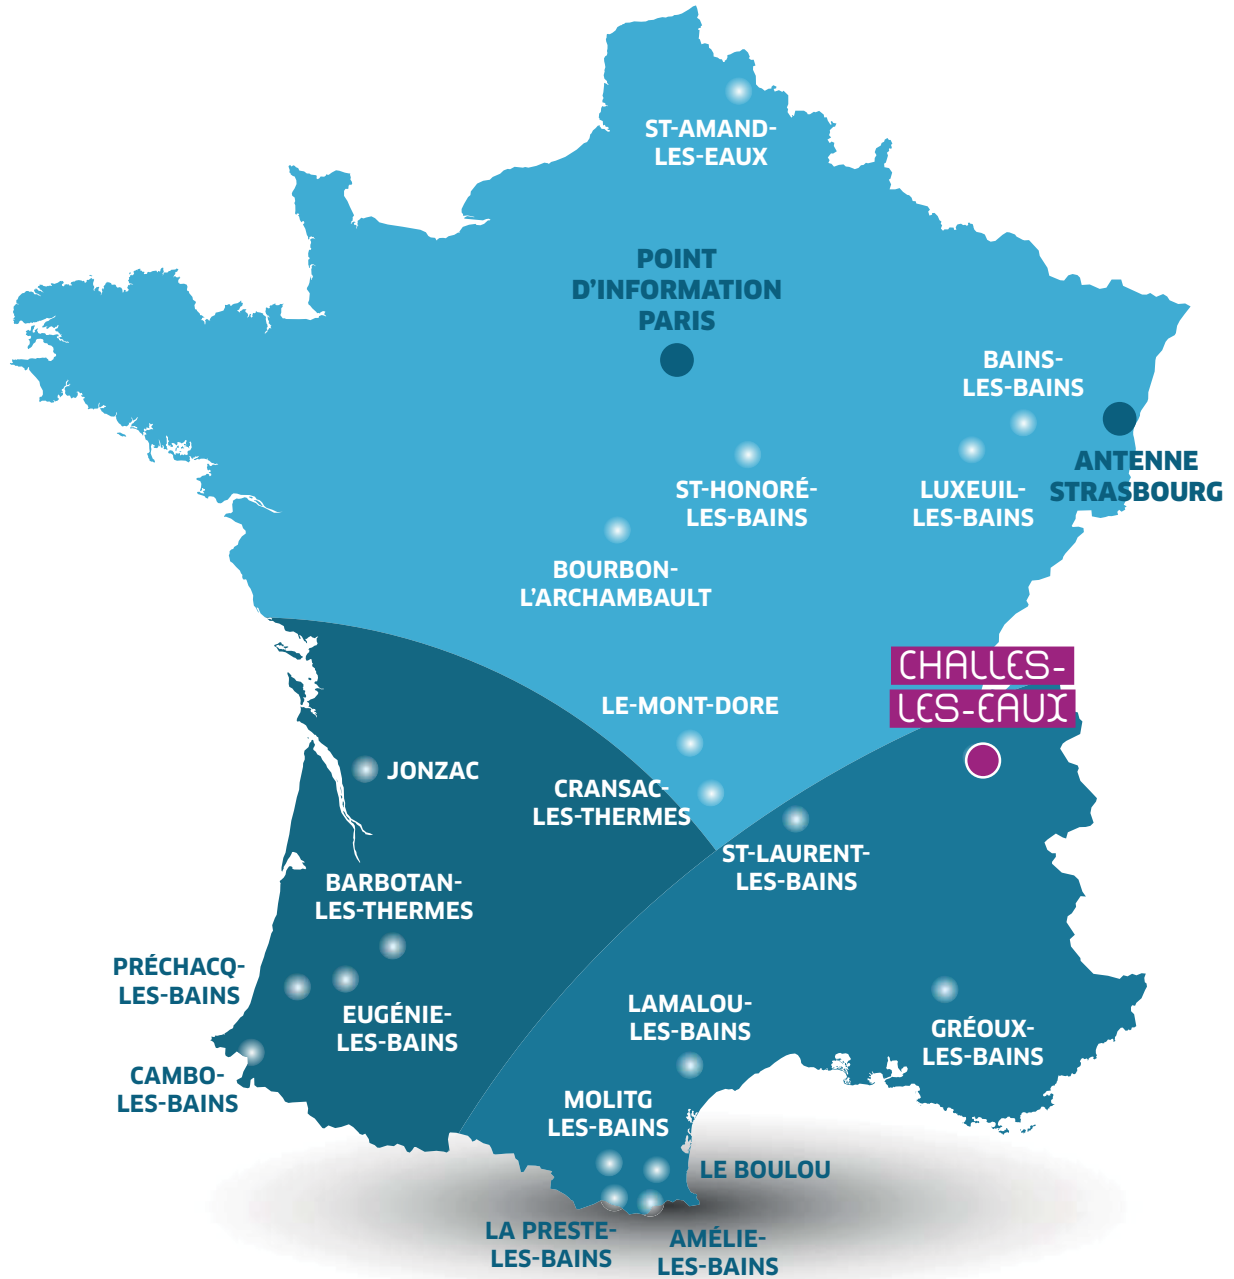 ST-AMAND-
LES-EAUX
POINT
D'INFORMATION
PARIS
BAINS-
LES-BAINS
ANTENNE
STRASBOURG
ST-HONORÉ-
LES-BAINS
LUXEUIL-
LES-BAINS
BOURBON-
L'ARCHAMBAULT
CHALLES-
LES-EAUX
LE-MONT-DORE
JONZAC
CRANSAC-
LES-THERMES
ST-LAURENT-
LES-BAINS
BARBOTAN-
LES-THERMES
PRÉCHACQ-
LES-BAINS
EUGÉNIE-
LES-BAINS
LAMALOU-
LES-BAINS
GRÉOUX-
LES-BAINS
CAMBO-
LES-BAINS
MOLITG
LES-BAINS
LE BOULOU
LA PRESTE-
LES-BAINS
AMÉLIE-
LES-BAINS